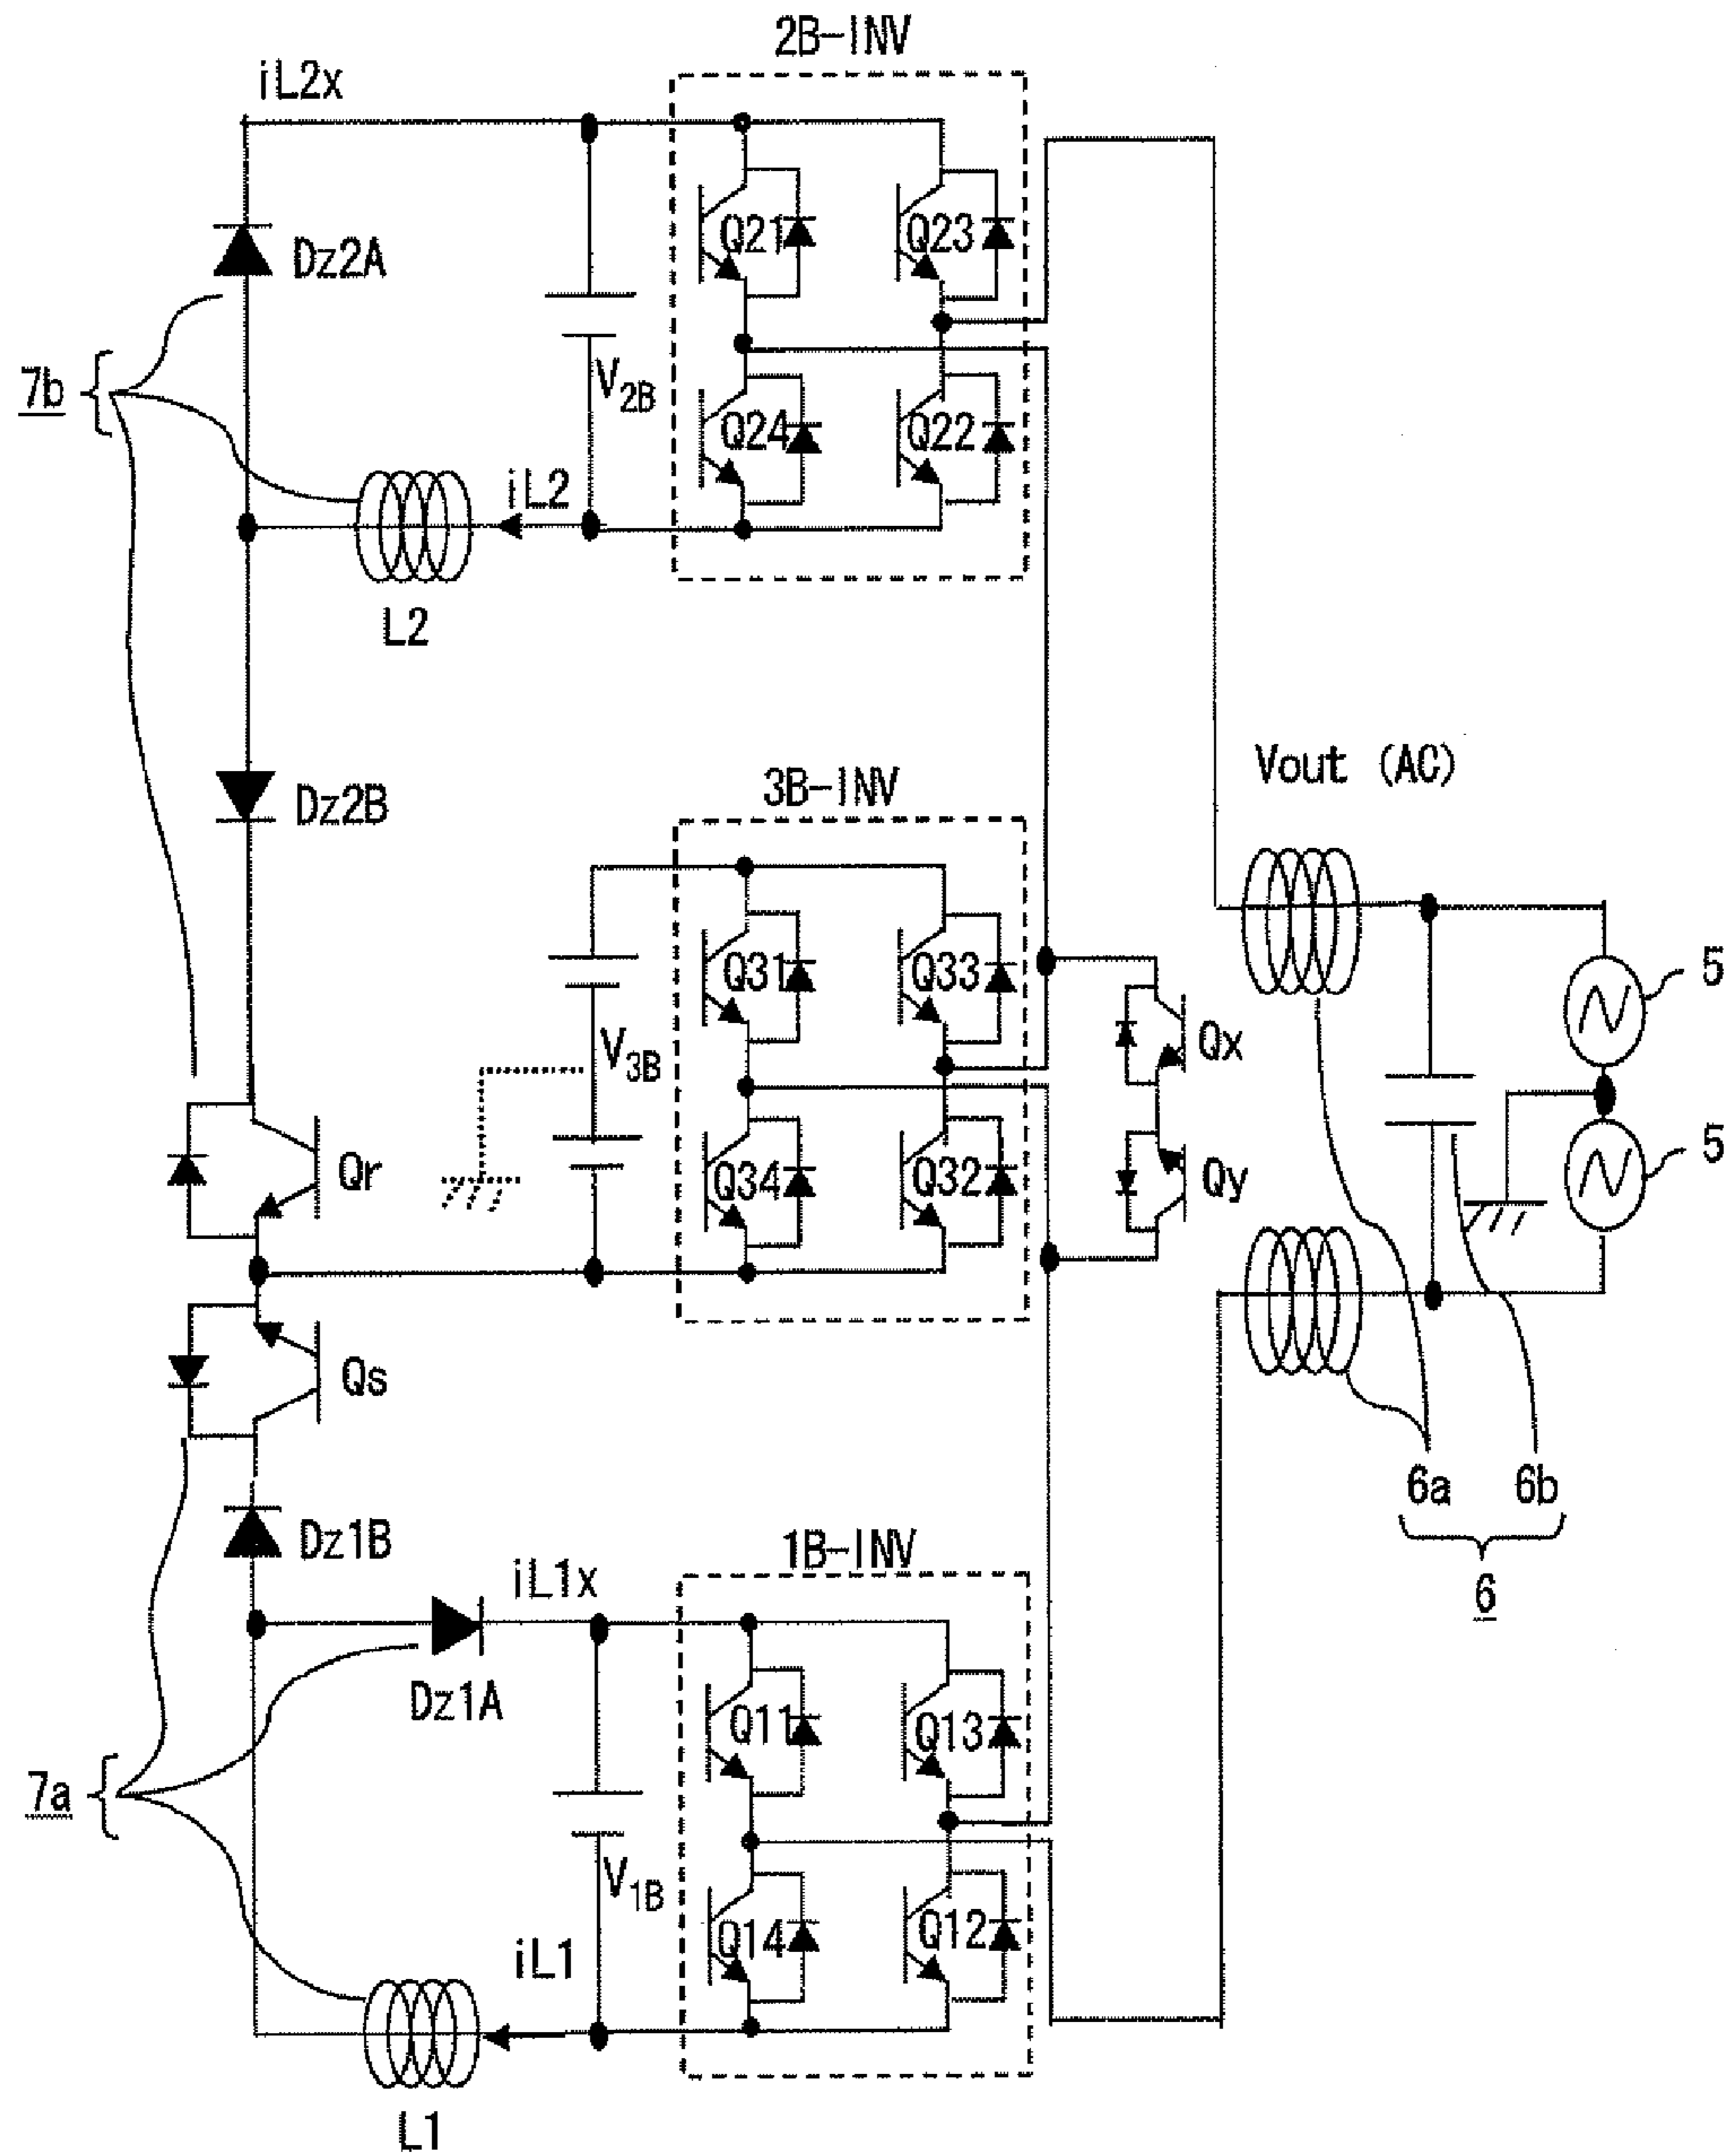 2B-INV
iL2x
Q21
Q23
Dz2A
7b
V2B
Q24
Q22
iL2
L2
Vout (AC)
3B-INV
Dz2B
Q31
Q33
5
Qx
V3B
Qr
Q34
Q32
Qy
5
Qs
6a
6b
Dz1B
1B-INV
iL1x
6
Dz1A
Q11
Q13
7a
V1B
Q14
Q12
iL1
L1